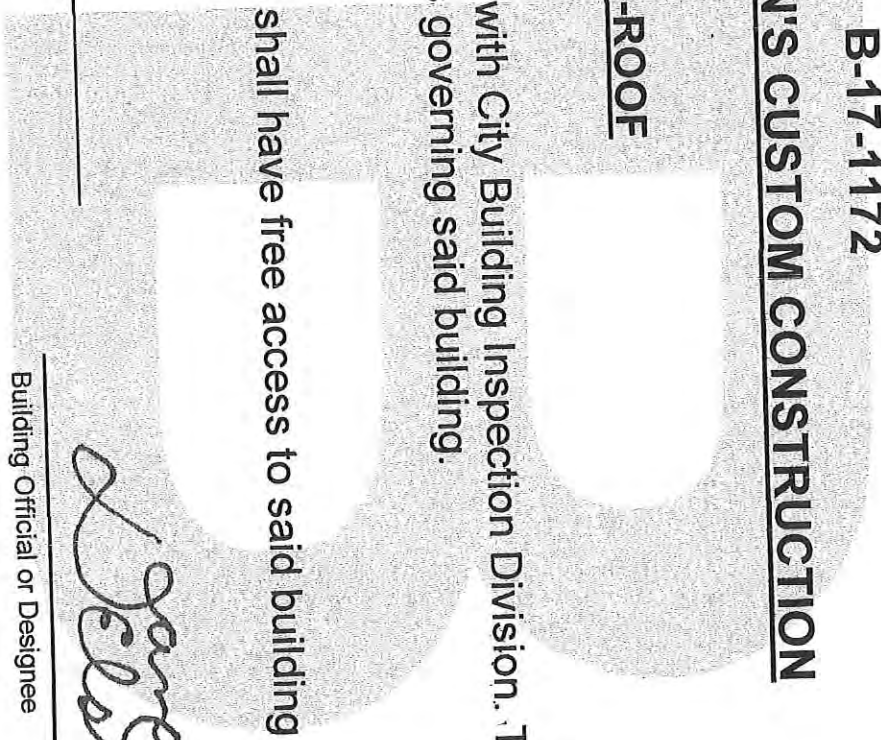 B-17-1172
N'S CUSTOM CONSTRUCTION
-ROOF
with City Building Inspection Division. T
governing said building.
shall have free access to said building
Building Official or Designee